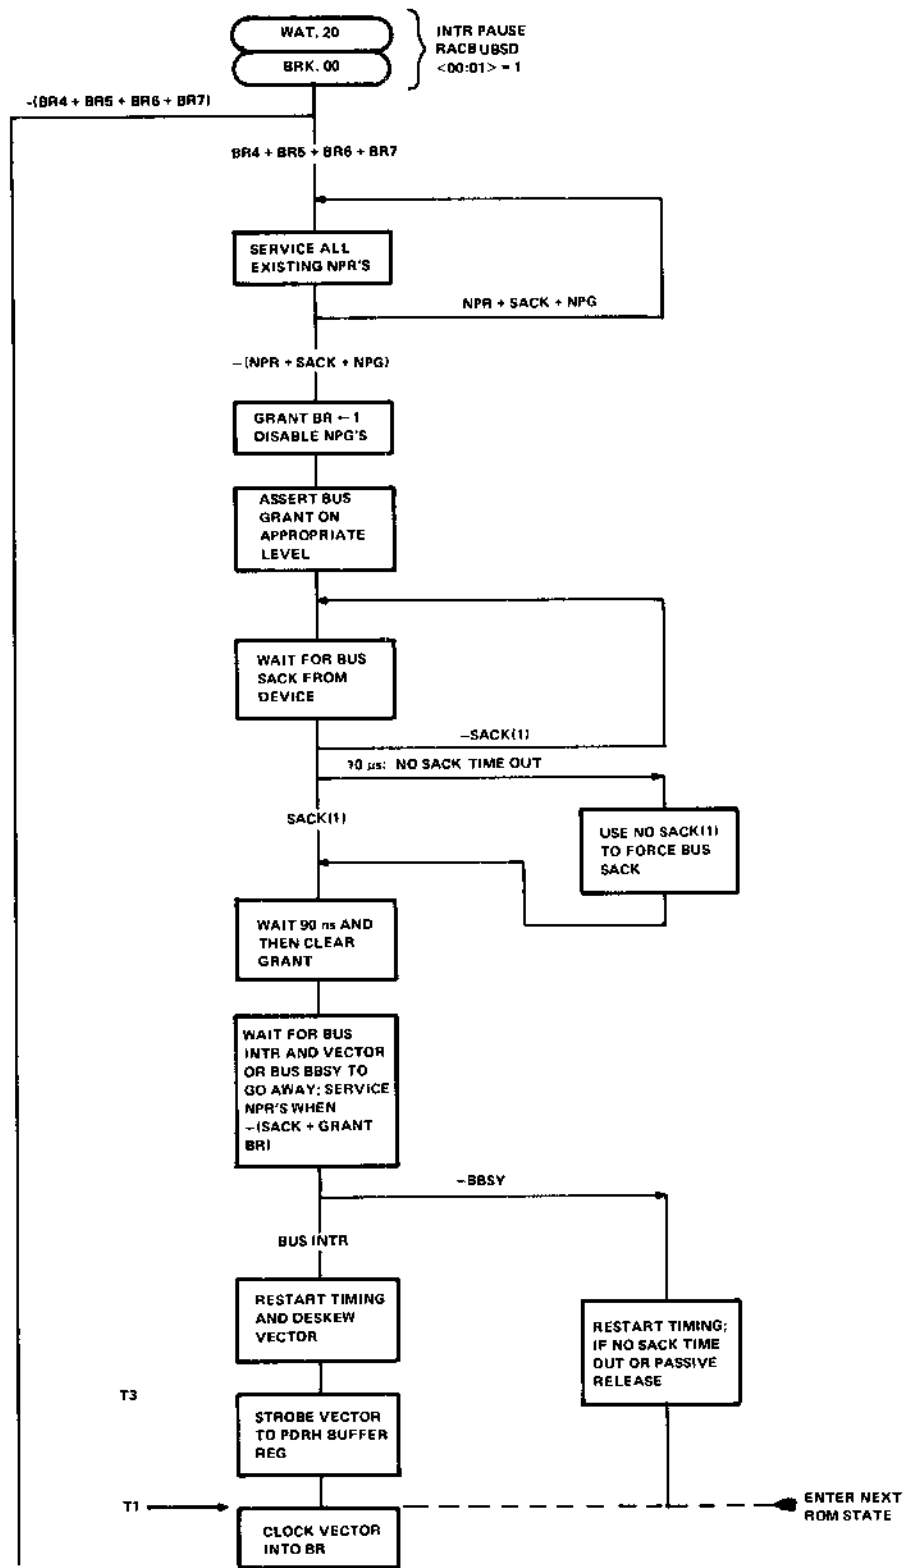 WAT. 20
BRK. 00
INTR PAUSE
RACBUBSD
<00:01> = 1
-(BR4 + BR5 + BR6 + BR7)
BR4 + BR5 + BR6 + BR7
SERVICE ALL
EXISTING NPR'S
NPR + SACK + NPG
-(NPR + SACK + NPG)
GRANT BR ← 1
DISABLE NPG'S
ASSERT BUS
GRANT ON
APPROPRIATE
LEVEL
WAIT FOR BUS
SACK FROM
DEVICE
-SACK(1)
10 µs: NO SACK TIME OUT
SACK(1)
USE NO SACK(1)
TO FORCE BUS
SACK
WAIT 90 ns AND
THEN CLEAR
GRANT
WAIT FOR BUS
INTR AND VECTOR
OR BUS BBSY TO
GO AWAY; SERVICE
NPR'S WHEN
-(SACK + GRANT
BR)
-BBSY
BUS INTR
RESTART TIMING
AND DESKEW
VECTOR
RESTART TIMING;
IF NO SACK TIME
OUT OR PASSIVE
RELEASE
T3
STROBE VECTOR
TO PDRH BUFFER
REG
T1
ENTER NEXT
ROM STATE
CLOCK VECTOR
INTO BR